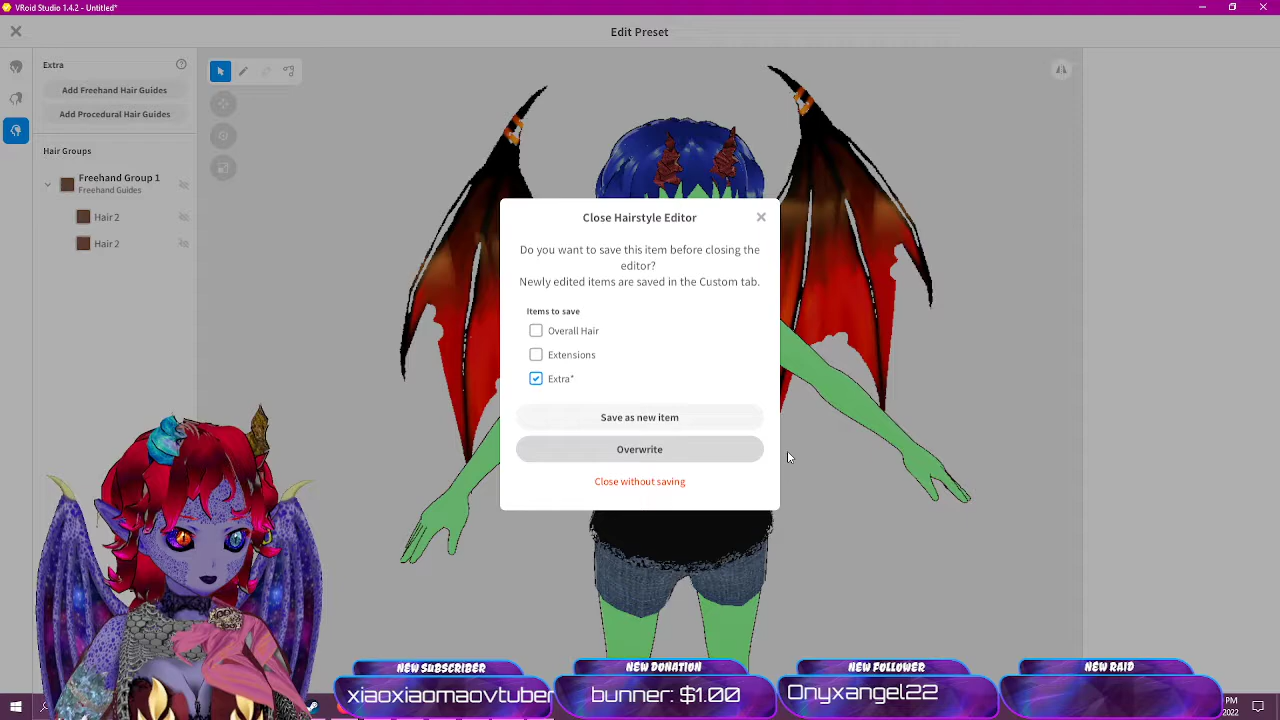 VRoid Studio 1.4.2 - Untitled*
Edit Preset
Extra
Add Freehand Hair Guides
Add Procedural Hair Guides
Hair Groups
Freehand Group 1
Freehand Guides
Hair 2
Hair 2
Close Hairstyle Editor
Do you want to save this item before closing the
editor?
Newly edited items are saved in the Custom tab.
Items to save
Overall Hair
Extensions
Extra*
Save as new item
Overwrite
Close without saving
NEW SUBSCRIBER
xiaoxiaomaovtuber
NEW DONATION
bunner: $1.00
NEW FOLLOWER
Onyxangel22
NEW RAID
PM
2022